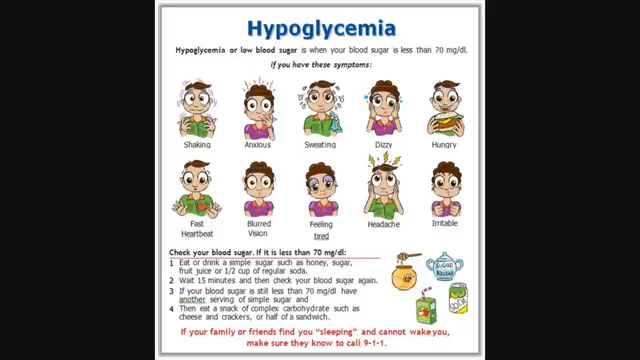 Hypoglycemia
Hypoglycemia or low blood sugar is when your blood sugar is less than 70 mg/dl.
If you have these symptoms:
Shaking Anxious Sweating Dizzy Hungry
Fast Heartbeat
Blurred Vision
Feeling tired
Headache
Irritable
Check your blood sugar. If it is less than 70 mg/dl:
1 Eat or drink a simple sugar such as honey, sugar,
fruit juice or 1/2 cup of regular soda.
2 Wait 15 minutes and then check your blood sugar again.
3 If your blood sugar is still less than 70 mg/dl have
another serving of simple sugar and
4 Then eat a snack of complex carbohydrate such as
cheese and crackers, or half of a sandwich.
SUGAR
SODA
If your family or friends find you “sleeping” and cannot wake you,
make sure they know to call 9-1-1.